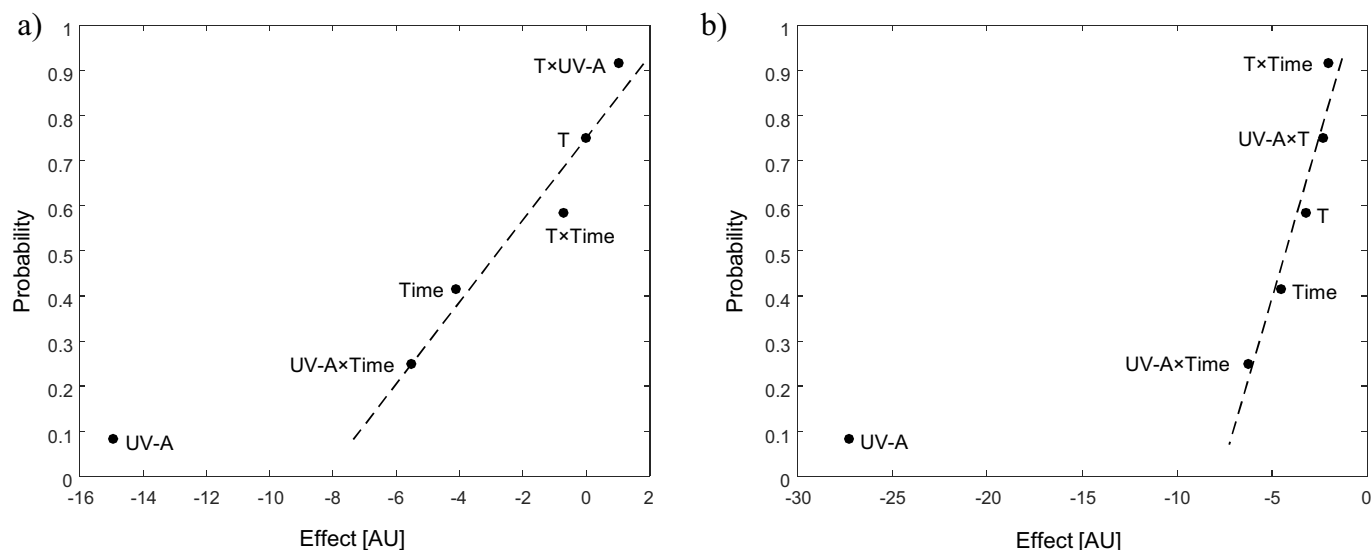 a)
1
0.9
0.8
0.7
0.6
0.5
0.4
0.3
0.2
0.1
0
Probability
T×UV-A
T
T×Time
Time
UV-A×Time
UV-A
-16 -14 -12 -10 -8 -6 -4 -2 0 2
Effect [AU]
b)
1
0.9
0.8
0.7
0.6
0.5
0.4
0.3
0.2
0.1
0
Probability
T×Time
UV-A×T
T
Time
UV-A×Time
UV-A
-30 -25 -20 -15 -10 -5 0
Effect [AU]